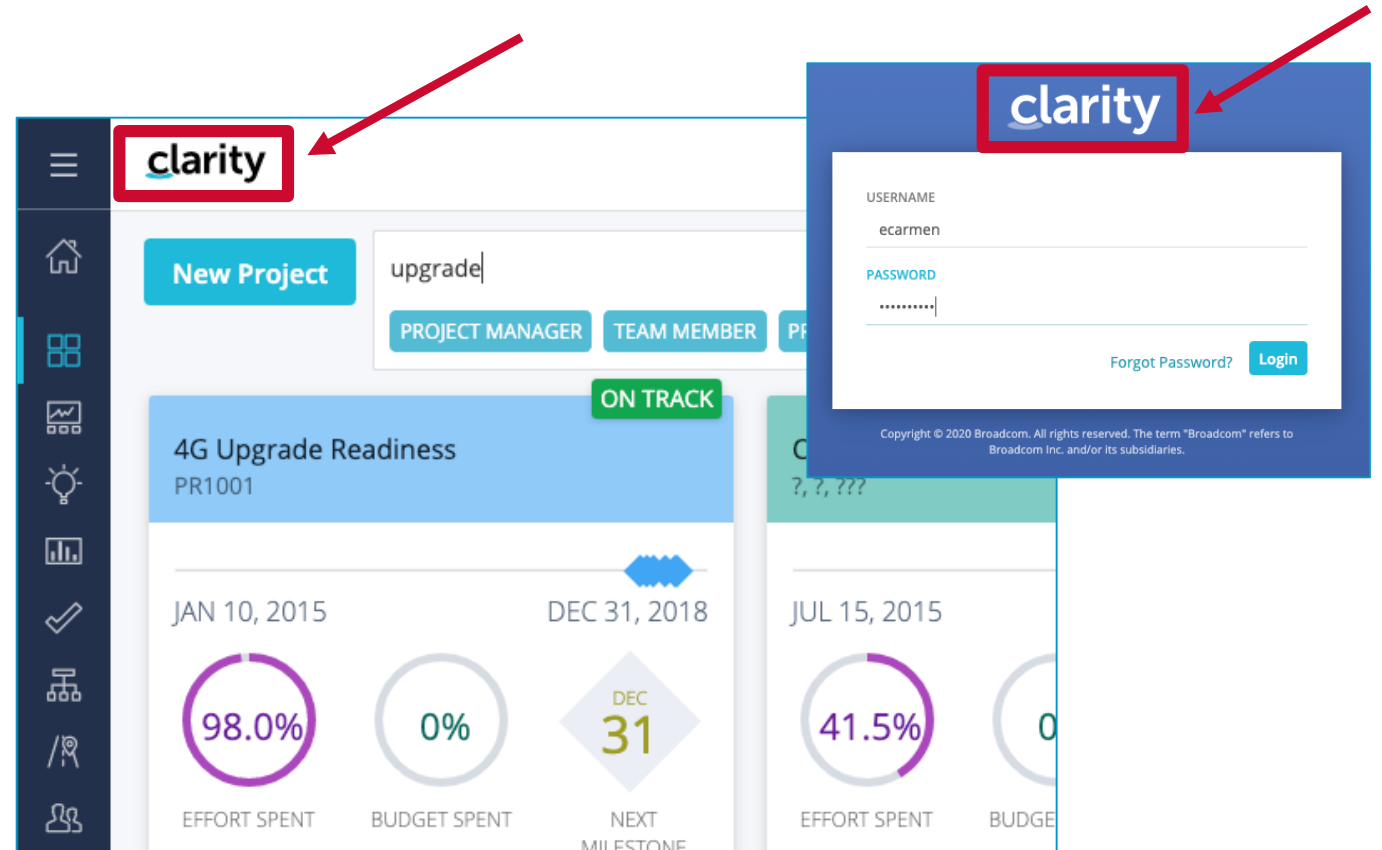 clarity
New Project
upgrade
PROJECT MANAGER TEAM MEMBER
ON TRACK
4G Upgrade Readiness
PR1001
JAN 10, 2015 DEC 31, 2018
98.0%
0%
DEC
31
EFFORT SPENT BUDGET SPENT NEXT
MILESTONE
?, ?, ???
JUL 15, 2015
41.5%
EFFORT SPENT
clarity
USERNAME
ecarmen
PASSWORD
••••••••••
Forgot Password? Login
Copyright © 2020 Broadcom. All rights reserved. The term "Broadcom" refers to
Broadcom Inc. and/or its subsidiaries.